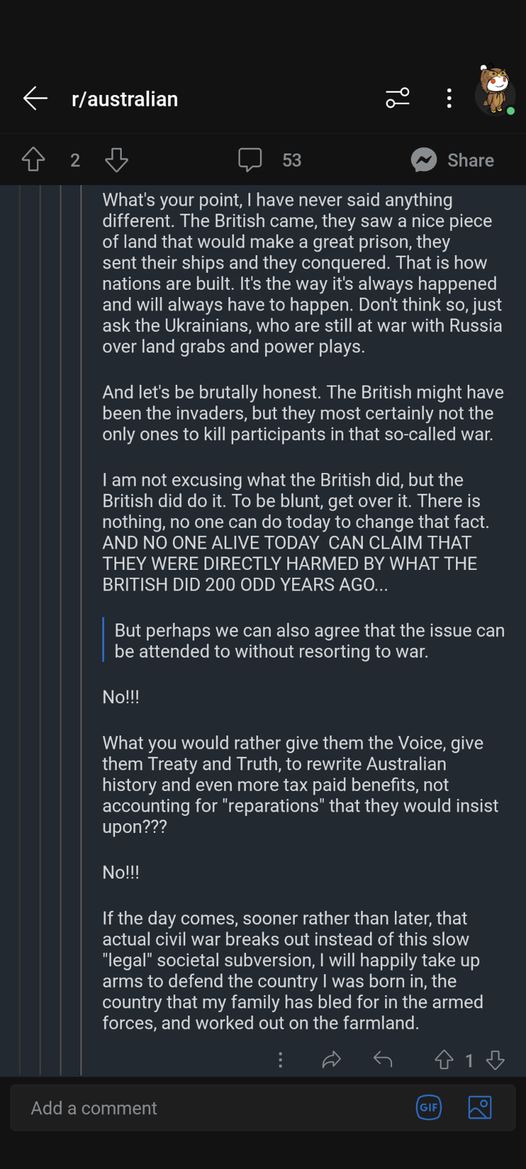 r/australian
2
53
Share
What's your point, I have never said anything
different. The British came, they saw a nice piece
of land that would make a great prison, they
sent their ships and they conquered. That is how
nations are built. It's the way it's always happened
and will always have to happen. Don't think so, just
ask the Ukrainians, who are still at war with Russia
over land grabs and power plays.
And let's be brutally honest. The British might have
been the invaders, but they most certainly not the
only ones to kill participants in that so-called war.
I am not excusing what the British did, but the
British did do it. To be blunt, get over it. There is
nothing, no one can do today to change that fact.
AND NO ONE ALIVE TODAY CAN CLAIM THAT
THEY WERE DIRECTLY HARMED BY WHAT THE
BRITISH DID 200 ODD YEARS AGO...
But perhaps we can also agree that the issue can
be attended to without resorting to war.
No!!!
What you would rather give them the Voice, give
them Treaty and Truth, to rewrite Australian
history and even more tax paid benefits, not
accounting for "reparations" that they would insist
upon???
No!!!
If the day comes, sooner rather than later, that
actual civil war breaks out instead of this slow
"legal" societal subversion, I will happily take up
arms to defend the country I was born in, the
country that my family has bled for in the armed
forces, and worked out on the farmland.
1
Add a comment
GIF